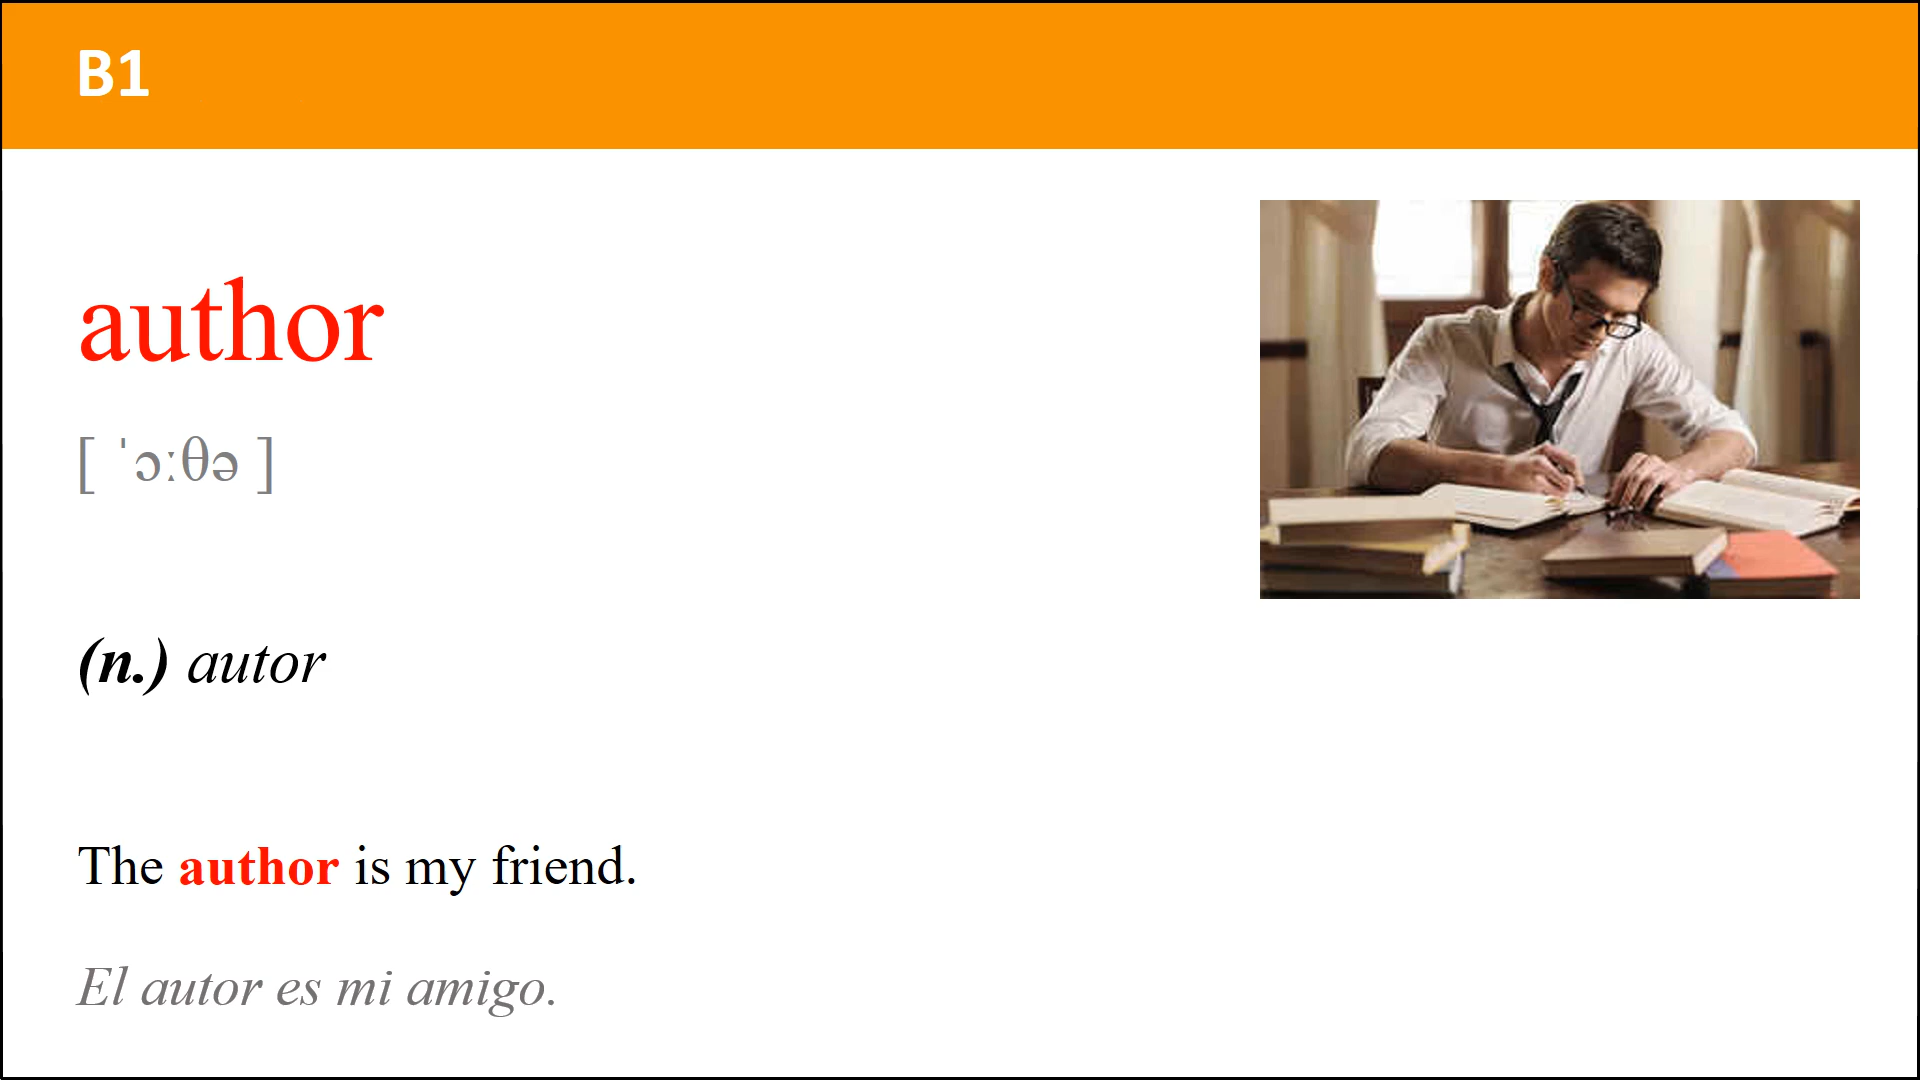 B1
author
[ ˈɔːθə ]
(n.) autor
The author is my friend.
El autor es mi amigo.